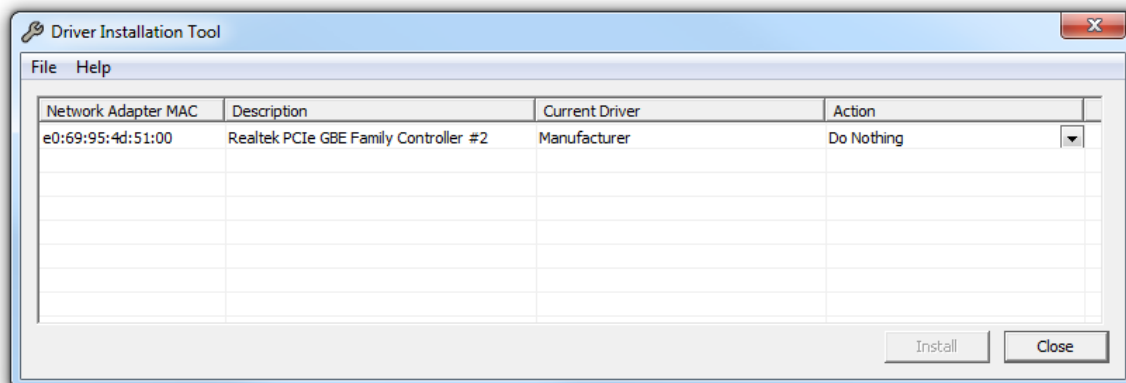 Driver Installation Tool
File Help
Network Adapter MAC Description Current Driver Action
e0:69:95:4d:51:00 Realtek PCIe GBE Family Controller #2 Manufacturer Do Nothing
Install Close